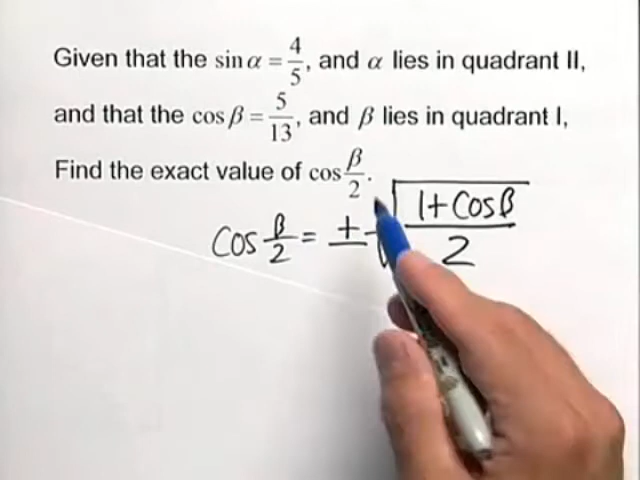 Given that the sin α = 4/5, and α lies in quadrant II,
and that the cos β = 5/13, and β lies in quadrant I,
Find the exact value of cos β/2.
Cos β/2 = ± √((1 + Cosβ)/2)